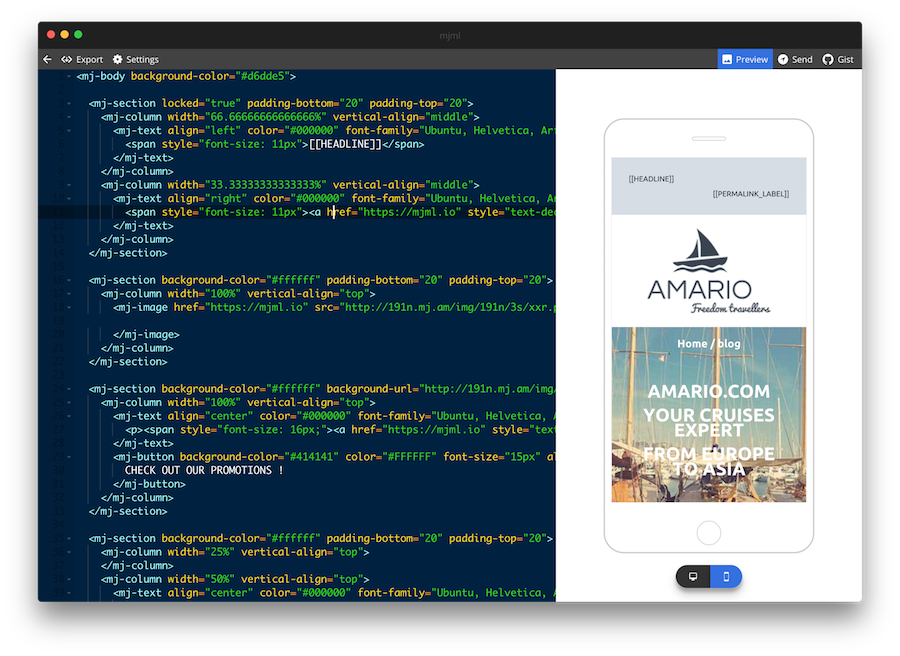 mjml
Export Settings Preview Send Gist
<mj-body background-color="#d6dde5">
<mj-section locked="true" padding-bottom="20" padding-top="20">
<mj-column width="66.66666666666666%" vertical-align="middle">
<mj-text align="left" color="#000000" font-family="Ubuntu, Helvetica, Ar
<span style="font-size: 11px">[[HEADLINE]]</span>
</mj-text>
</mj-column>
<mj-column width="33.33333333333333%" vertical-align="middle">
<mj-text align="right" color="#000000" font-family="Ubuntu, Helvetica, A
<span style="font-size: 11px"><a href="https://mjml.io" style="text-dec
</mj-text>
</mj-column>
</mj-section>
<mj-section background-color="#ffffff" padding-bottom="20" padding-top="20">
<mj-column width="100%" vertical-align="top">
<mj-image href="https://mjml.io" src="http://191n.mj.am/img/191n/3s/xxr.p
</mj-image>
</mj-column>
</mj-section>
<mj-section background-color="#ffffff" background-url="http://191n.mj.am/img/
<mj-column width="100%" vertical-align="top">
<mj-text align="center" color="#000000" font-family="Ubuntu, Helvetica, A
<p><span style="font-size: 16px;"><a href="https://mjml.io" style="text
</mj-text>
<mj-button background-color="#414141" color="#FFFFFF" font-size="15px" al
CHECK OUT OUR PROMOTIONS !
</mj-button>
</mj-column>
</mj-section>
<mj-section background-color="#ffffff" padding-bottom="20" padding-top="20">
<mj-column width="25%" vertical-align="top">
</mj-column>
<mj-column width="50%" vertical-align="top">
<mj-text align="center" color="#000000" font-family="Ubuntu, Helvetica, A
[[HEADLINE]]
[[PERMALINK_LABEL]]
AMARIO
Freedom travellers
Home / blog
AMARIO.COM
YOUR CRUISES
EXPERT
FROM EUROPE
TO ASIA